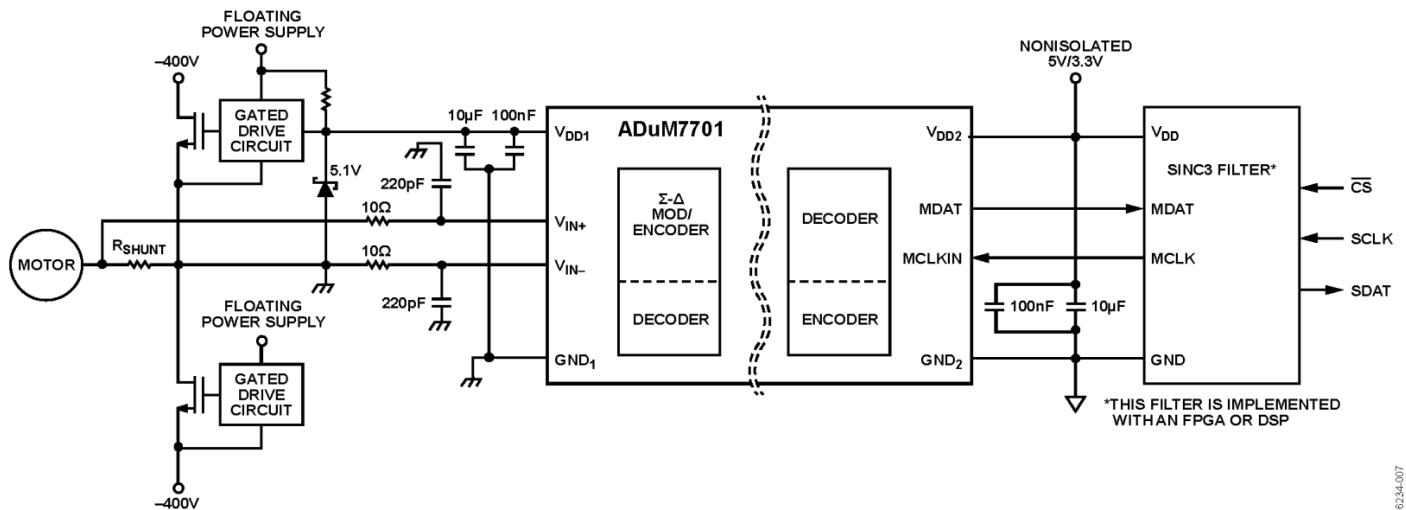 FLOATING
POWER SUPPLY
–400V
GATED
DRIVE
CIRCUIT
5.1V
10µF
100nF
220pF
10Ω
10Ω
220pF
MOTOR
RSHUNT
FLOATING
POWER SUPPLY
GATED
DRIVE
CIRCUIT
–400V
VDD1
VIN+
VIN–
GND1
ADuM7701
Σ-Δ
MOD/
ENCODER
DECODER
DECODER
ENCODER
VDD2
MDAT
MCLKIN
GND2
NONISOLATED
5V/3.3V
100nF
10µF
VDD
SINC3 FILTER*
MDAT
MCLK
GND
CS
SCLK
SDAT
*THIS FILTER IS IMPLEMENTED
WITH AN FPGA OR DSP
6234-007